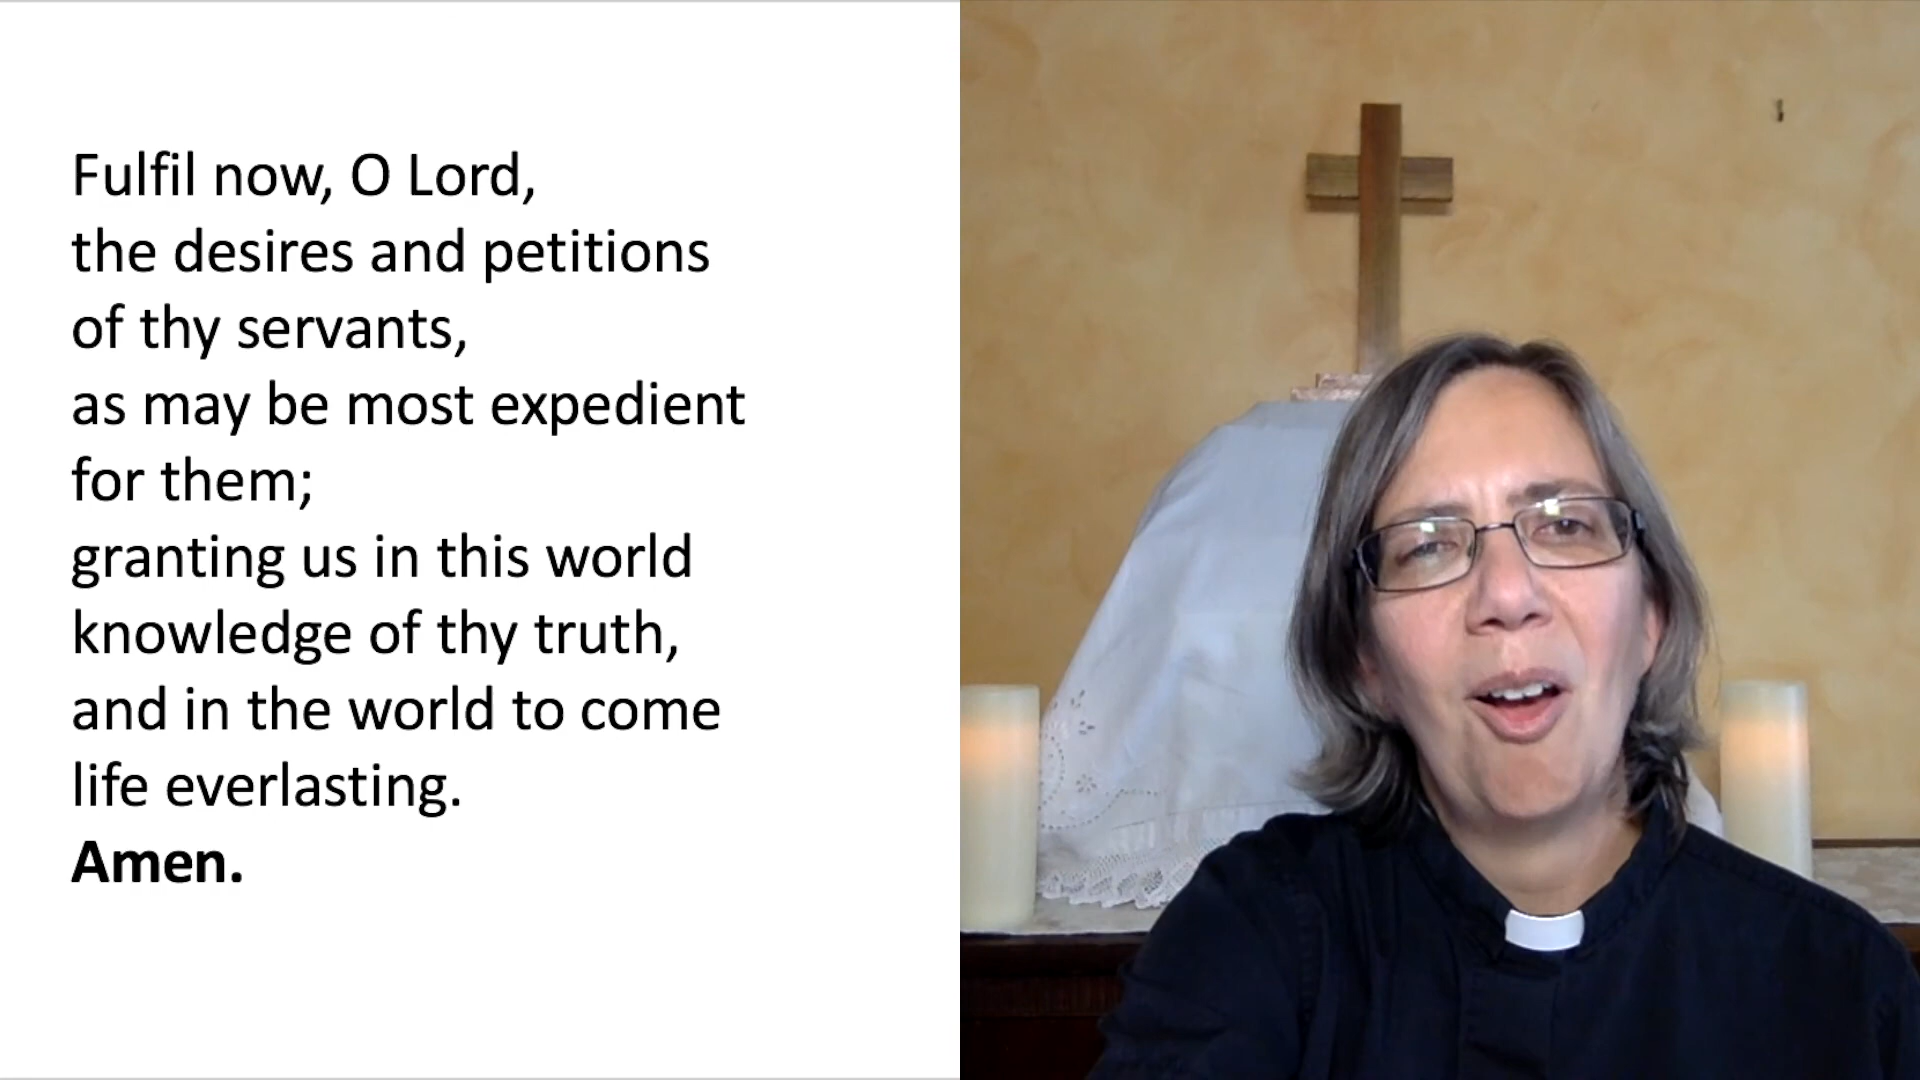 Fulfil now, O Lord,
the desires and petitions
of thy servants,
as may be most expedient
for them;
granting us in this world
knowledge of thy truth,
and in the world to come
life everlasting.
Amen.